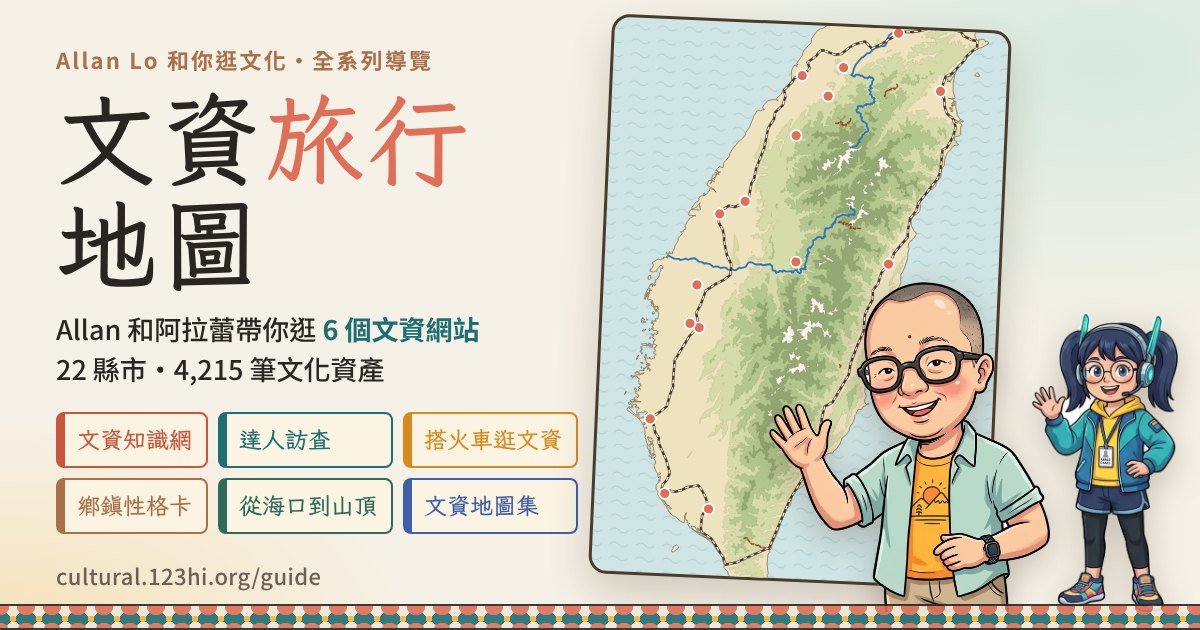 Allan Lo 和你逛文化・全系列導覽
文資旅行
地圖
Allan 和阿拉蕾帶你逛 6 個文資網站
22 縣市・4,215 筆文化資產
文資知識網 達人訪查 搭火車逛文資
鄉鎮性格卡 從海口到山頂 文資地圖集
cultural.123hi.org/guide